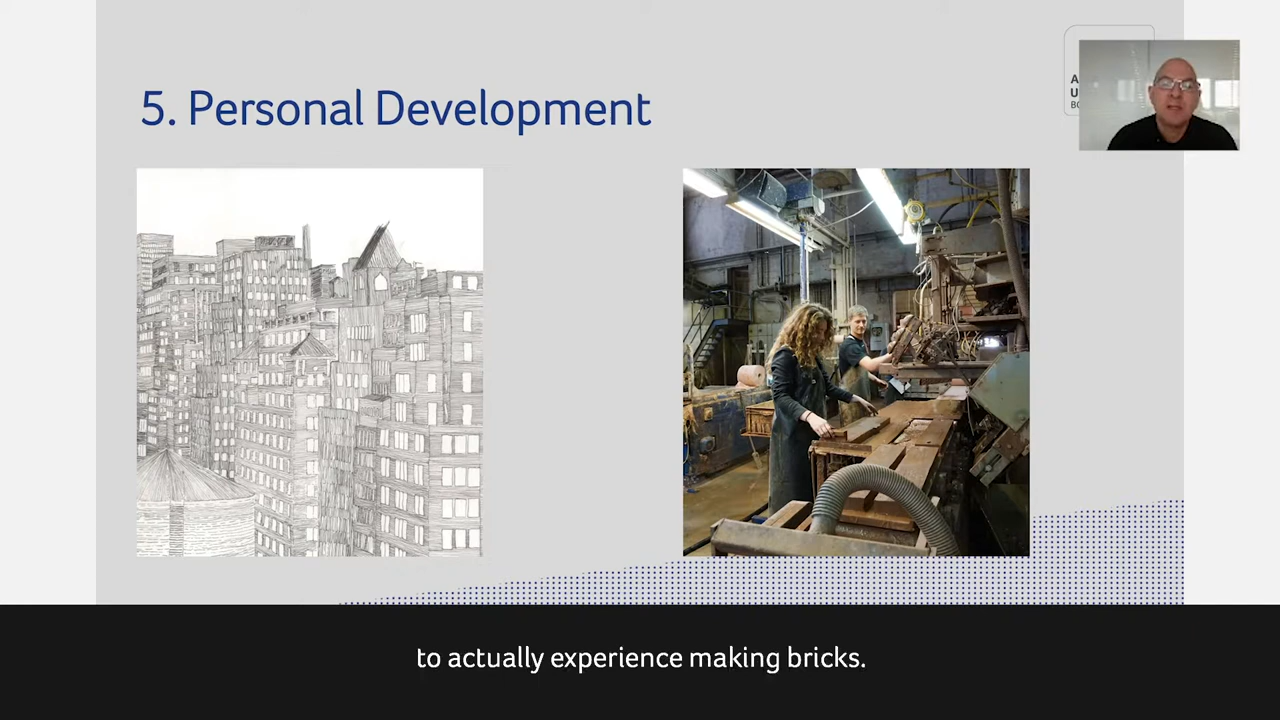 5. Personal Development
to actually experience making bricks.